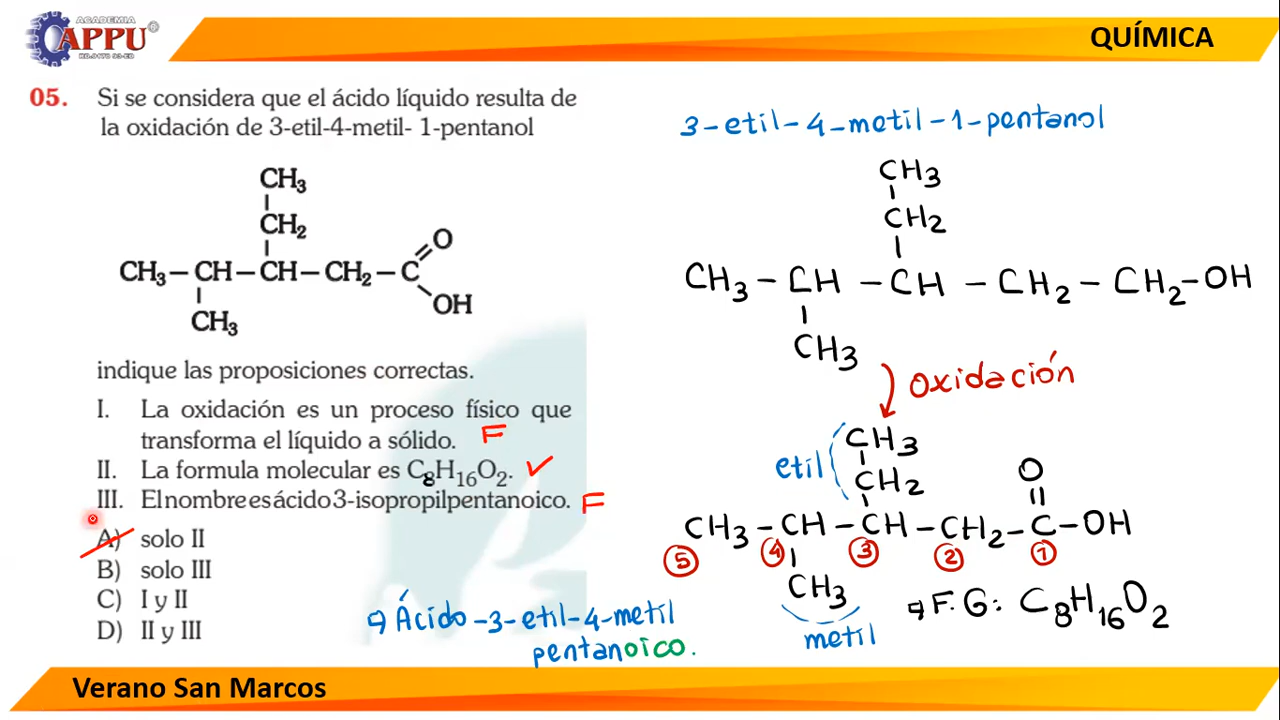 ACADEMIA
APPU
QUÍMICA
05. Si se considera que el ácido líquido resulta de
la oxidación de 3-etil-4-metil- 1-pentanol
CH₃
CH₂
O
CH₃ – CH – CH – CH₂ – C
OH
CH₃
indique las proposiciones correctas.
I. La oxidación es un proceso físico que
transforma el líquido a sólido. F
II. La formula molecular es C₈H₁₆O₂. ✓
III. El nombre es ácido 3-isopropilpentanoico. F
A) solo II
B) solo III
C) I y II
D) II y III
3-etil-4-metil-1-pentanol
CH₃
CH₂
CH₃ – CH – CH – CH₂ – CH₂-OH
CH₃
Oxidación
etil
CH₃
CH₂
O
CH₃ – CH – CH – CH₂ – C – OH
5 4 3 2 1
CH₃
metil
⇒ F.G: C₈H₁₆O₂
⇒ Ácido-3-etil-4-metil
pentanoico.
Verano San Marcos